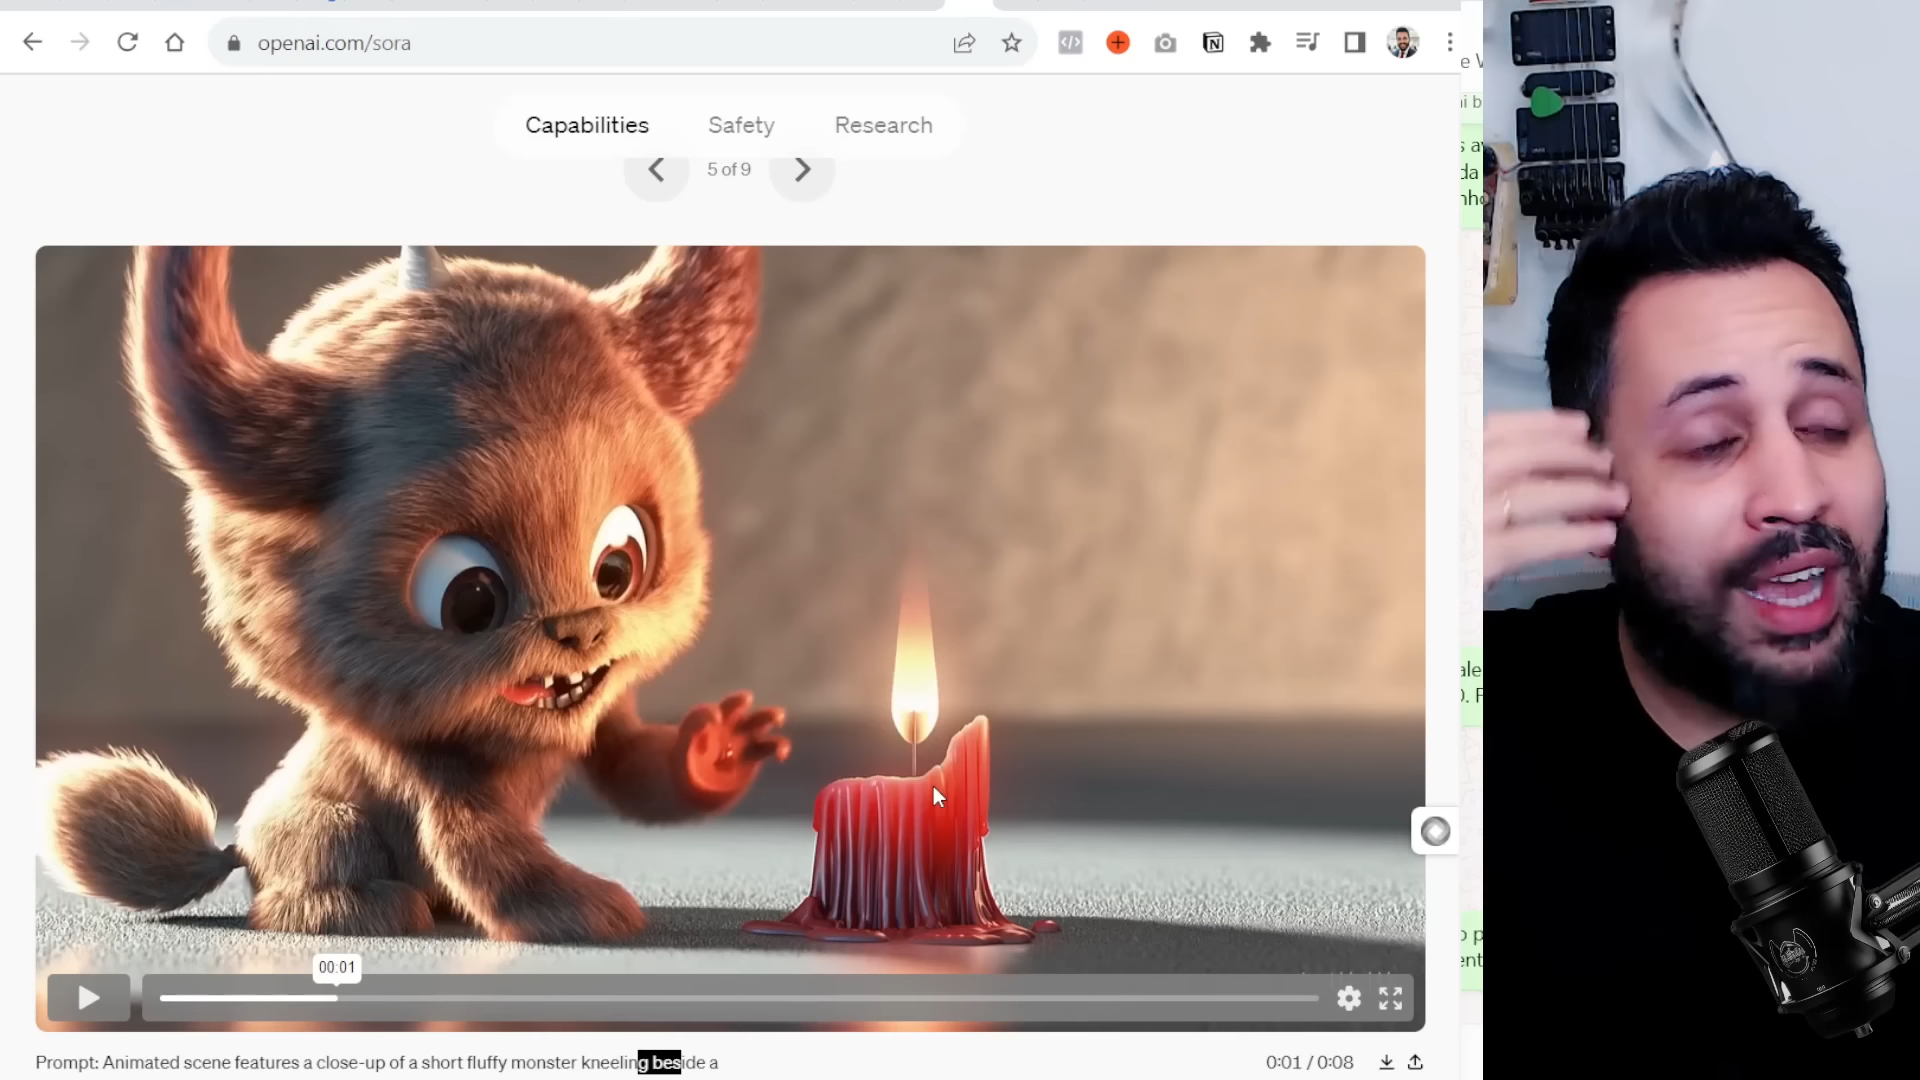 openai.com/sora
Capabilities Safety Research
5 of 9
00:01
Prompt: Animated scene features a close-up of a short fluffy monster kneeling beside a
0:01 / 0:08